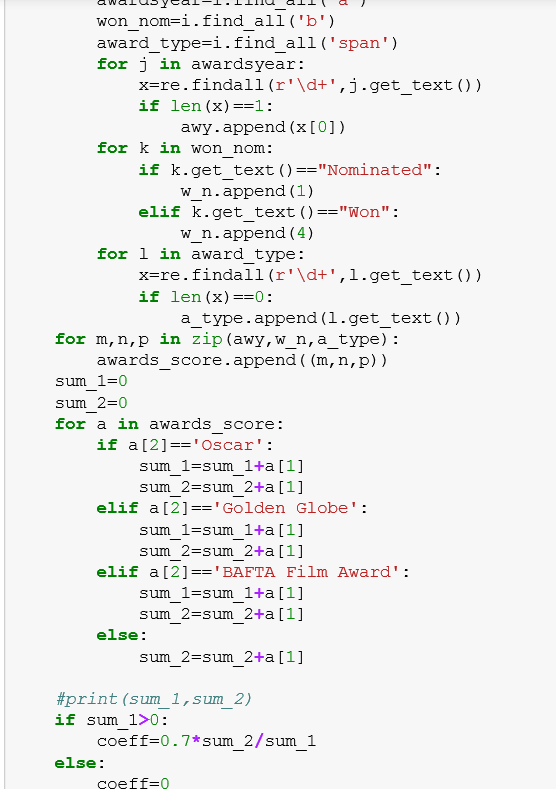 awardsyear=i.find_all('a')
won_nom=i.find_all('b')
award_type=i.find_all('span')
for j in awardsyear:
x=re.findall(r'\d+',j.get_text())
if len(x)==1:
awy.append(x[0])
for k in won_nom:
if k.get_text()=="Nominated":
w_n.append(1)
elif k.get_text()=="Won":
w_n.append(4)
for l in award_type:
x=re.findall(r'\d+',l.get_text())
if len(x)==0:
a_type.append(l.get_text())
for m,n,p in zip(awy,w_n,a_type):
awards_score.append((m,n,p))
sum_1=0
sum_2=0
for a in awards_score:
if a[2]=='Oscar':
sum_1=sum_1+a[1]
sum_2=sum_2+a[1]
elif a[2]=='Golden Globe':
sum_1=sum_1+a[1]
sum_2=sum_2+a[1]
elif a[2]=='BAFTA Film Award':
sum_1=sum_1+a[1]
sum_2=sum_2+a[1]
else:
sum_2=sum_2+a[1]
#print(sum_1,sum_2)
if sum_1>0:
coeff=0.7*sum_2/sum_1
else:
coeff=0